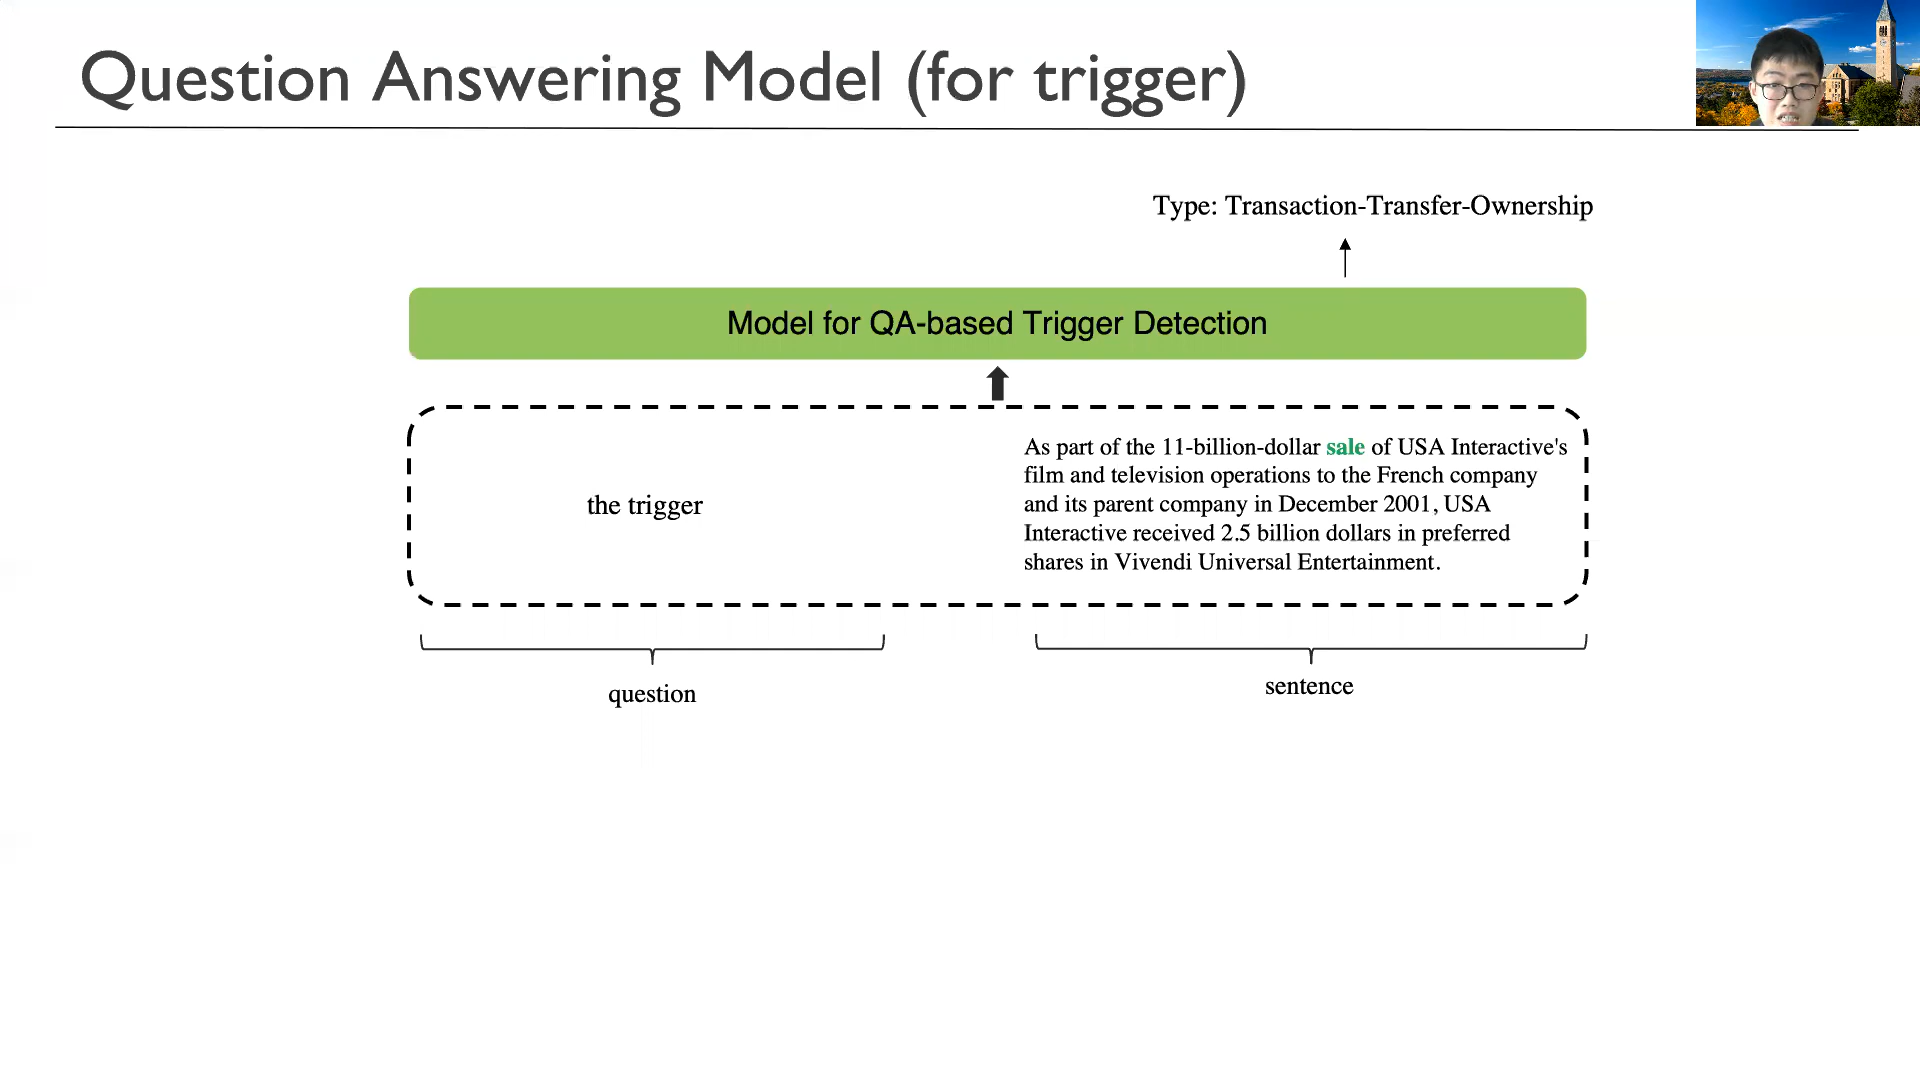 Question Answering Model (for trigger)
Type: Transaction-Transfer-Ownership
Model for QA-based Trigger Detection
the trigger
As part of the 11-billion-dollar sale of USA Interactive's
film and television operations to the French company
and its parent company in December 2001, USA
Interactive received 2.5 billion dollars in preferred
shares in Vivendi Universal Entertainment.
question
sentence